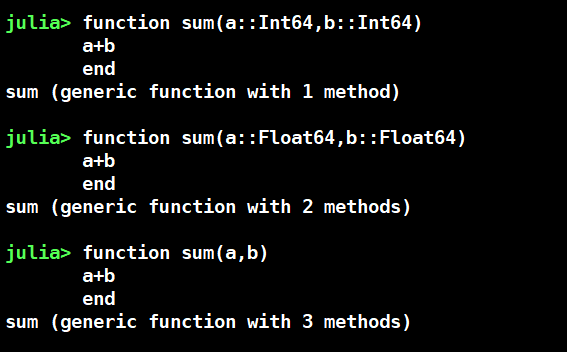 julia> function sum(a::Int64,b::Int64)
       a+b
       end
sum (generic function with 1 method)

julia> function sum(a::Float64,b::Float64)
       a+b
       end
sum (generic function with 2 methods)

julia> function sum(a,b)
       a+b
       end
sum (generic function with 3 methods)